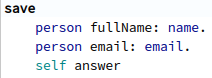 save
person fullName: name.
person email: email.
self answer